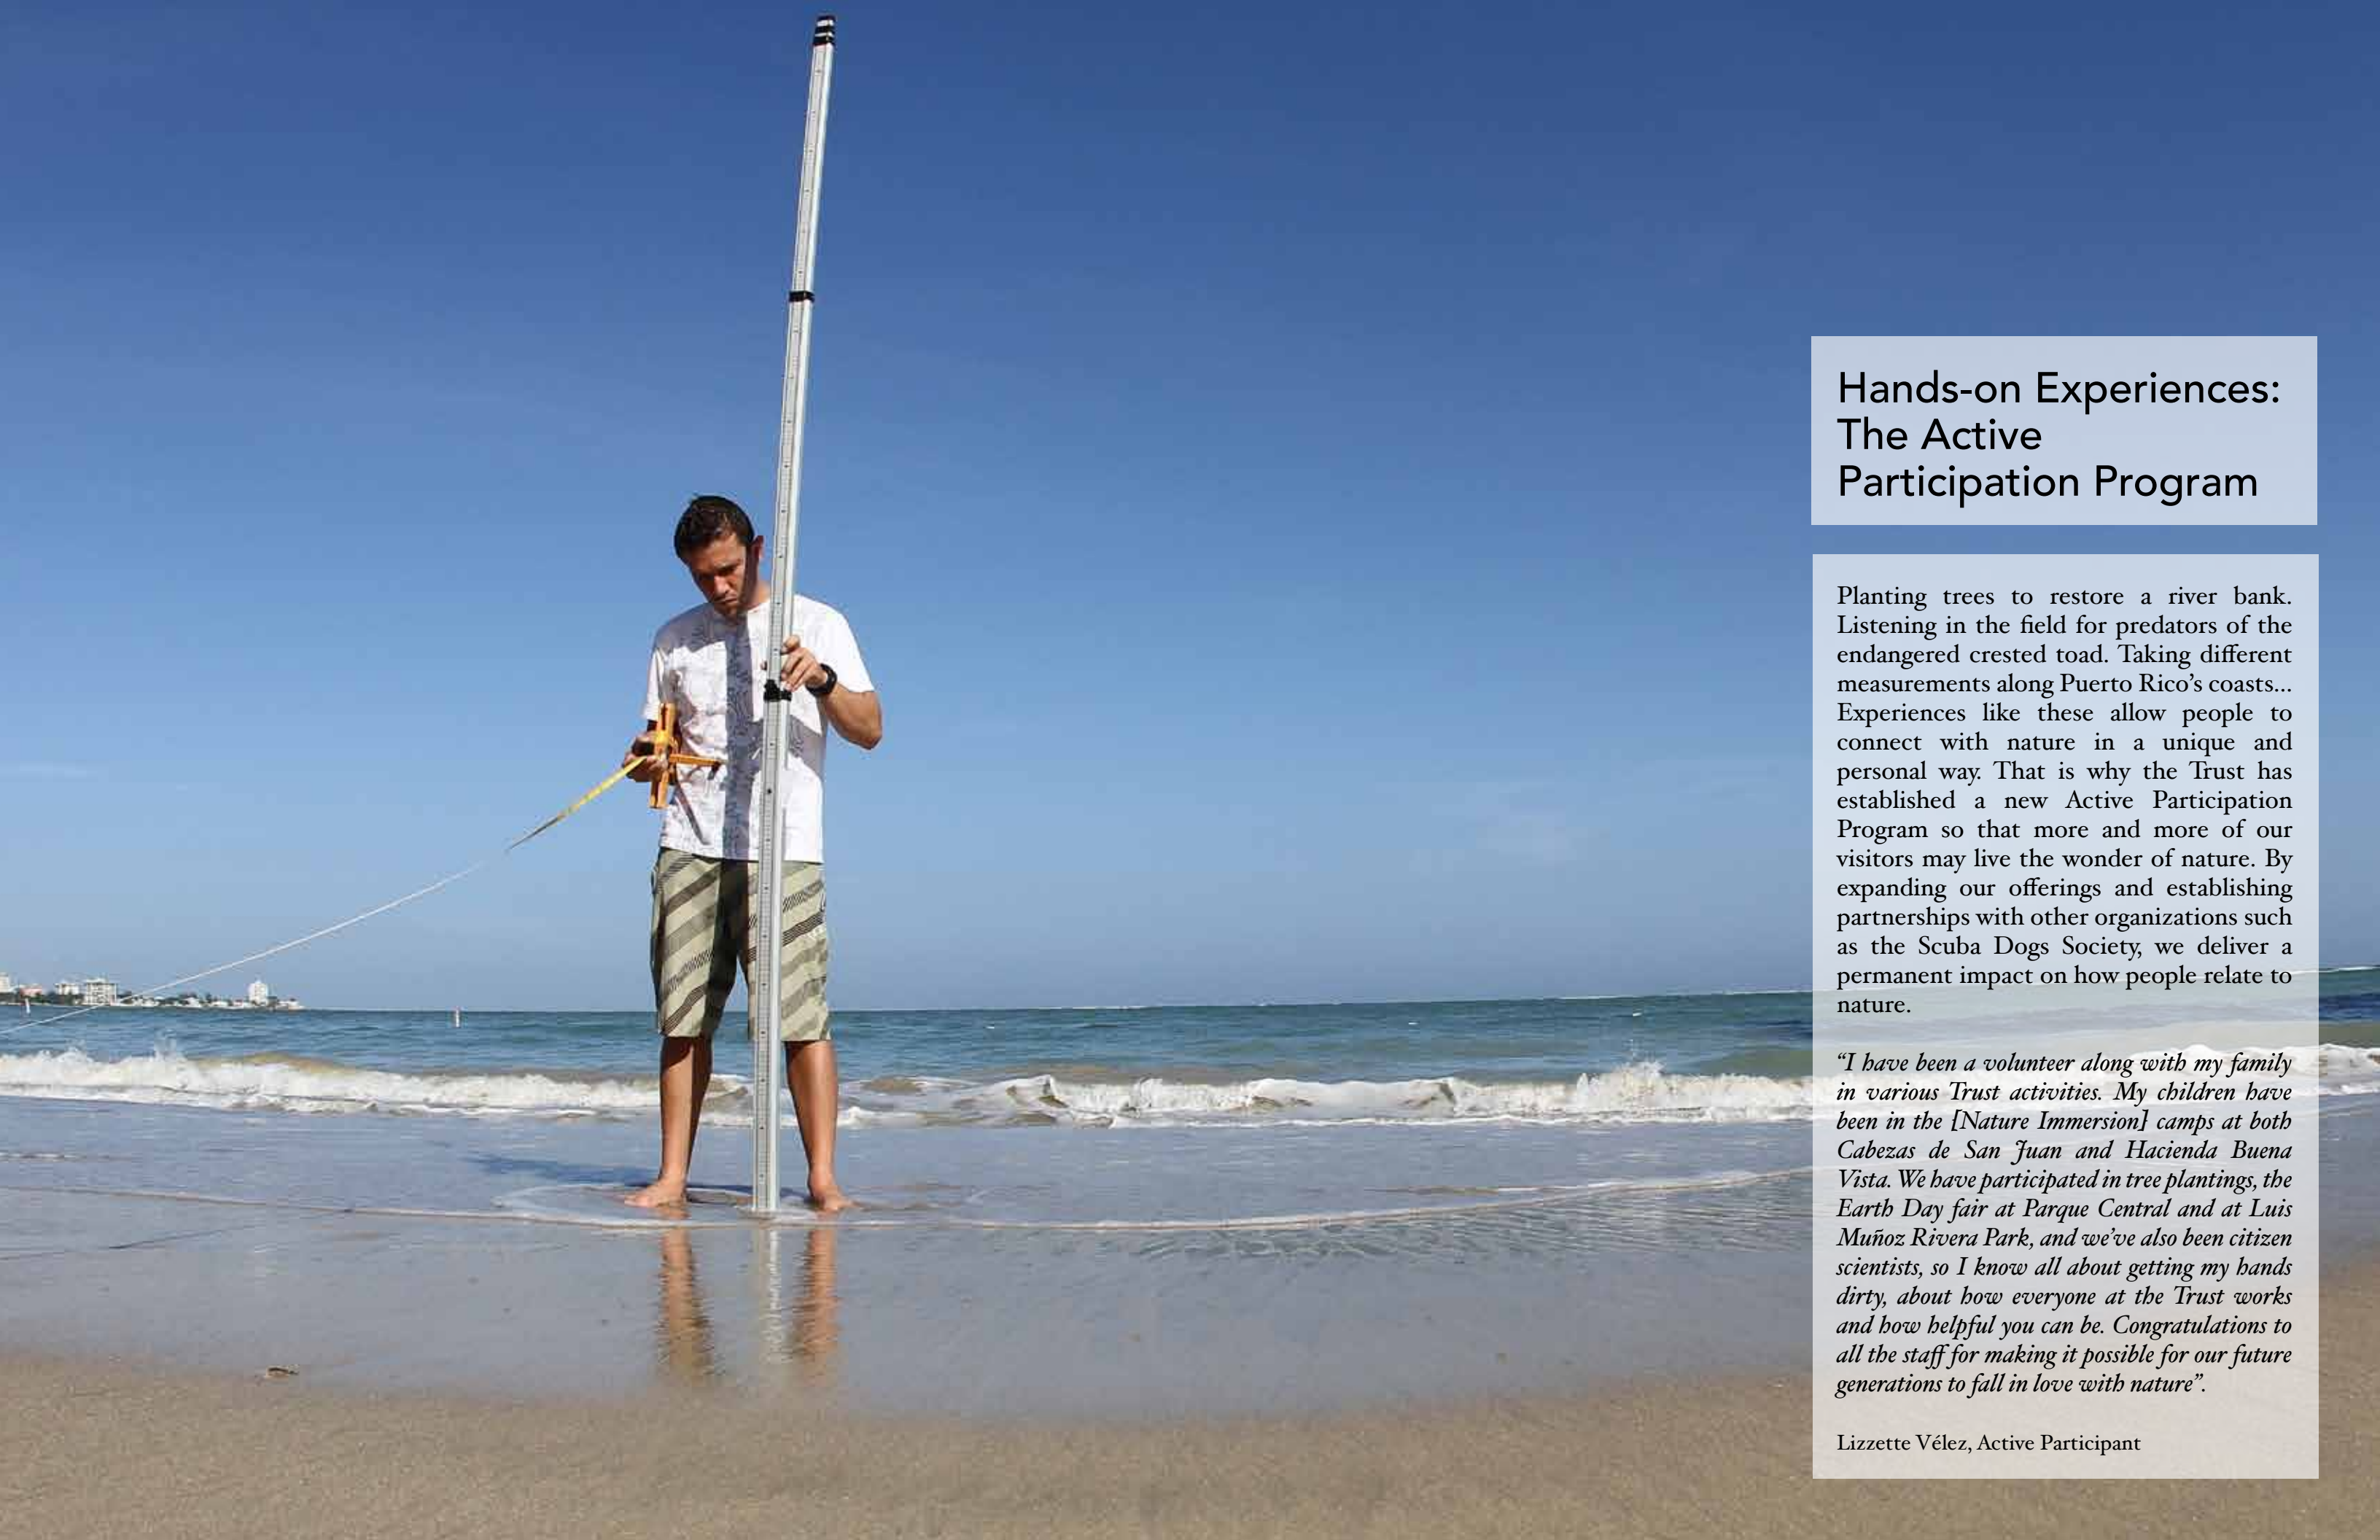 Hands-on Experiences:
The Active
Participation Program
Planting trees to restore a river bank.
Listening in the field for predators of the
endangered crested toad. Taking different
measurements along Puerto Rico’s coasts...
Experiences like these allow people to
connect with nature in a unique and
personal way. That is why the Trust has
established a new Active Participation
Program so that more and more of our
visitors may live the wonder of nature. By
expanding our offerings and establishing
partnerships with other organizations such
as the Scuba Dogs Society, we deliver a
permanent impact on how people relate to
nature.
“I have been a volunteer along with my family
in various Trust activities. My children have
been in the [Nature Immersion] camps at both
Cabezas de San Juan and Hacienda Buena
Vista. We have participated in tree plantings, the
Earth Day fair at Parque Central and at Luis
Muñoz Rivera Park, and we’ve also been citizen
scientists, so I know all about getting my hands
dirty, about how everyone at the Trust works
and how helpful you can be. Congratulations to
all the staff for making it possible for our future
generations to fall in love with nature”.
Lizzette Vélez, Active Participant